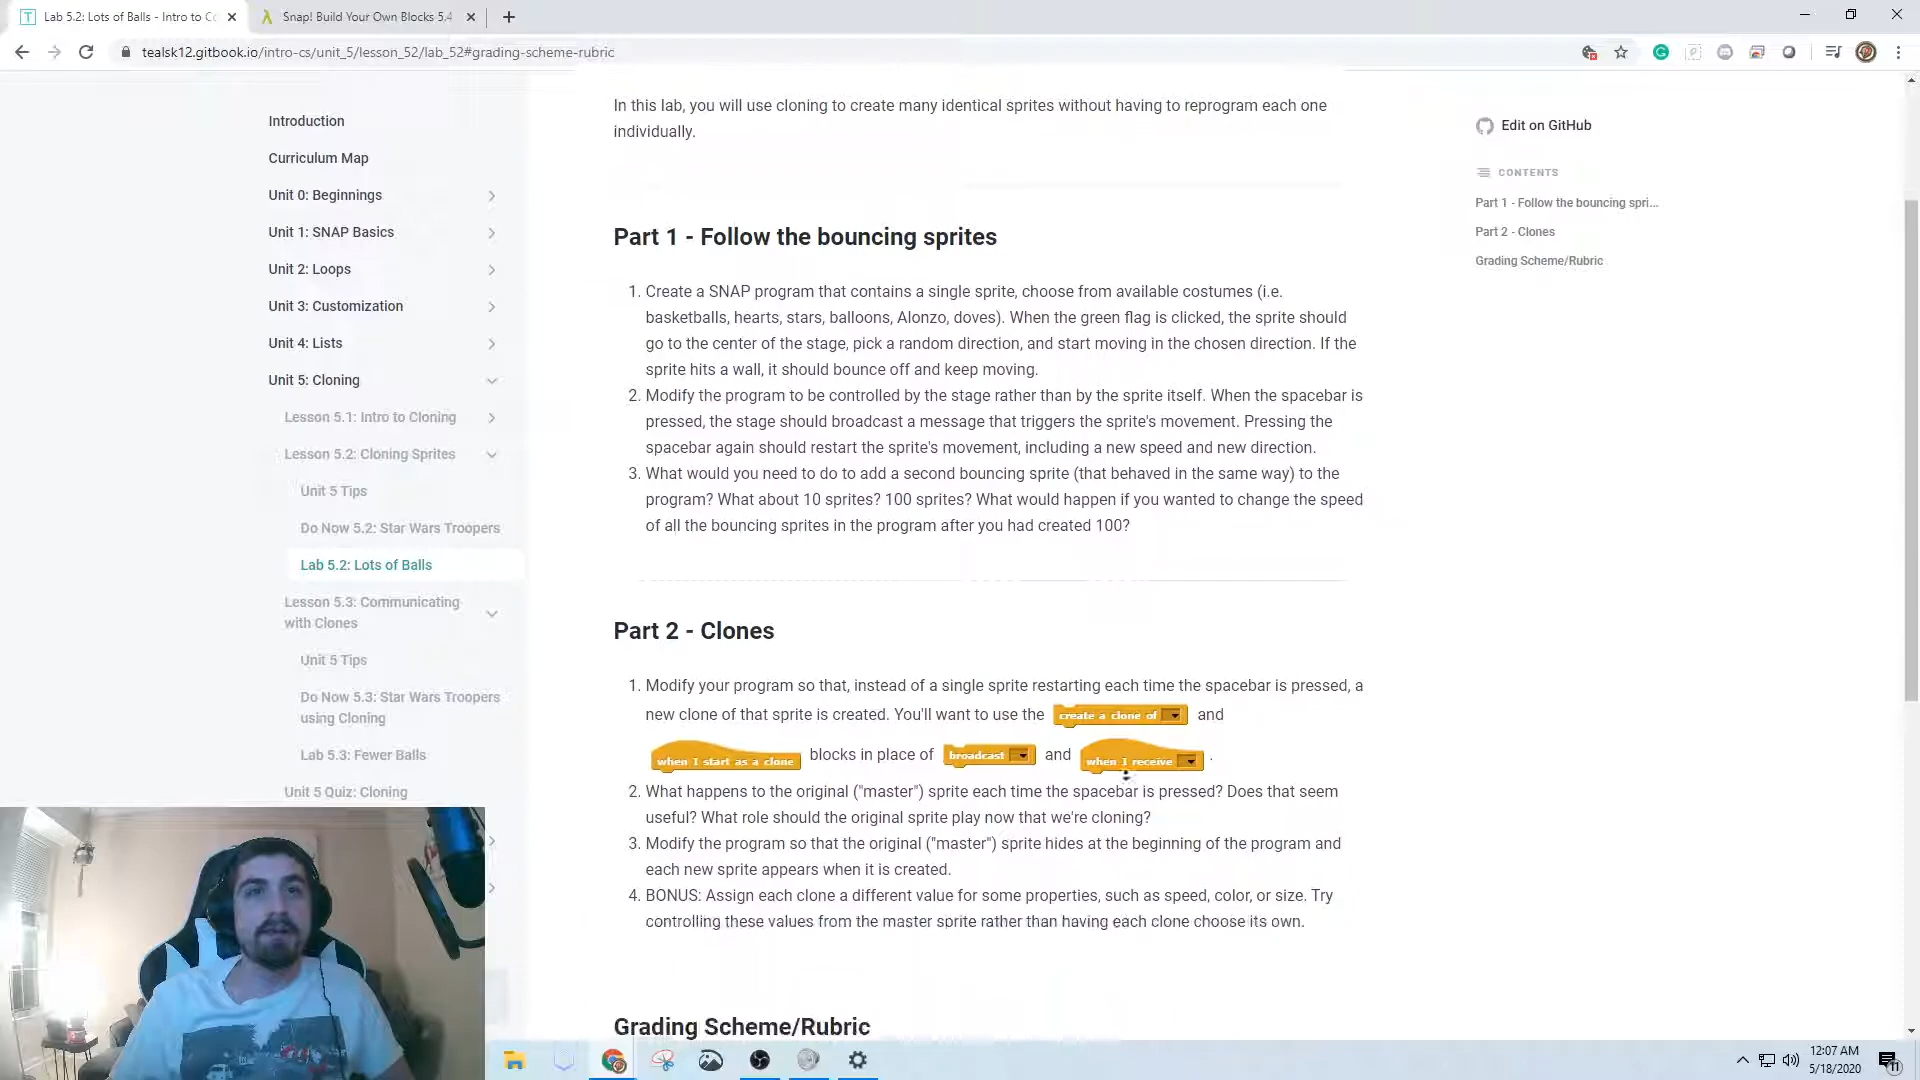 Lab 5.2: Lots of Balls - Intro to C
Snap! Build Your Own Blocks 5.4
tealsk12.gitbook.io/intro-cs/unit_5/lesson_52/lab_52#grading-scheme-rubric
Introduction
Curriculum Map
Unit 0: Beginnings
Unit 1: SNAP Basics
Unit 2: Loops
Unit 3: Customization
Unit 4: Lists
Unit 5: Cloning
Lesson 5.1: Intro to Cloning
Lesson 5.2: Cloning Sprites
Unit 5 Tips
Do Now 5.2: Star Wars Troopers
Lab 5.2: Lots of Balls
Lesson 5.3: Communicating
with Clones
Unit 5 Tips
Do Now 5.3: Star Wars Troopers
using Cloning
Lab 5.3: Fewer Balls
Unit 5 Quiz: Cloning
In this lab, you will use cloning to create many identical sprites without having to reprogram each one
individually.
Part 1 - Follow the bouncing sprites
1. Create a SNAP program that contains a single sprite, choose from available costumes (i.e.
basketballs, hearts, stars, balloons, Alonzo, doves). When the green flag is clicked, the sprite should
go to the center of the stage, pick a random direction, and start moving in the chosen direction. If the
sprite hits a wall, it should bounce off and keep moving.
2. Modify the program to be controlled by the stage rather than by the sprite itself. When the spacebar is
pressed, the stage should broadcast a message that triggers the sprite's movement. Pressing the
spacebar again should restart the sprite's movement, including a new speed and new direction.
3. What would you need to do to add a second bouncing sprite (that behaved in the same way) to the
program? What about 10 sprites? 100 sprites? What would happen if you wanted to change the speed
of all the bouncing sprites in the program after you had created 100?
Part 2 - Clones
1. Modify your program so that, instead of a single sprite restarting each time the spacebar is pressed, a
new clone of that sprite is created. You'll want to use the create a clone of and
when I start as a clone blocks in place of broadcast and when I receive .
2. What happens to the original ("master") sprite each time the spacebar is pressed? Does that seem
useful? What role should the original sprite play now that we're cloning?
3. Modify the program so that the original ("master") sprite hides at the beginning of the program and
each new sprite appears when it is created.
4. BONUS: Assign each clone a different value for some properties, such as speed, color, or size. Try
controlling these values from the master sprite rather than having each clone choose its own.
Grading Scheme/Rubric
Edit on GitHub
CONTENTS
Part 1 - Follow the bouncing spri...
Part 2 - Clones
Grading Scheme/Rubric
12:07 AM
5/18/2020